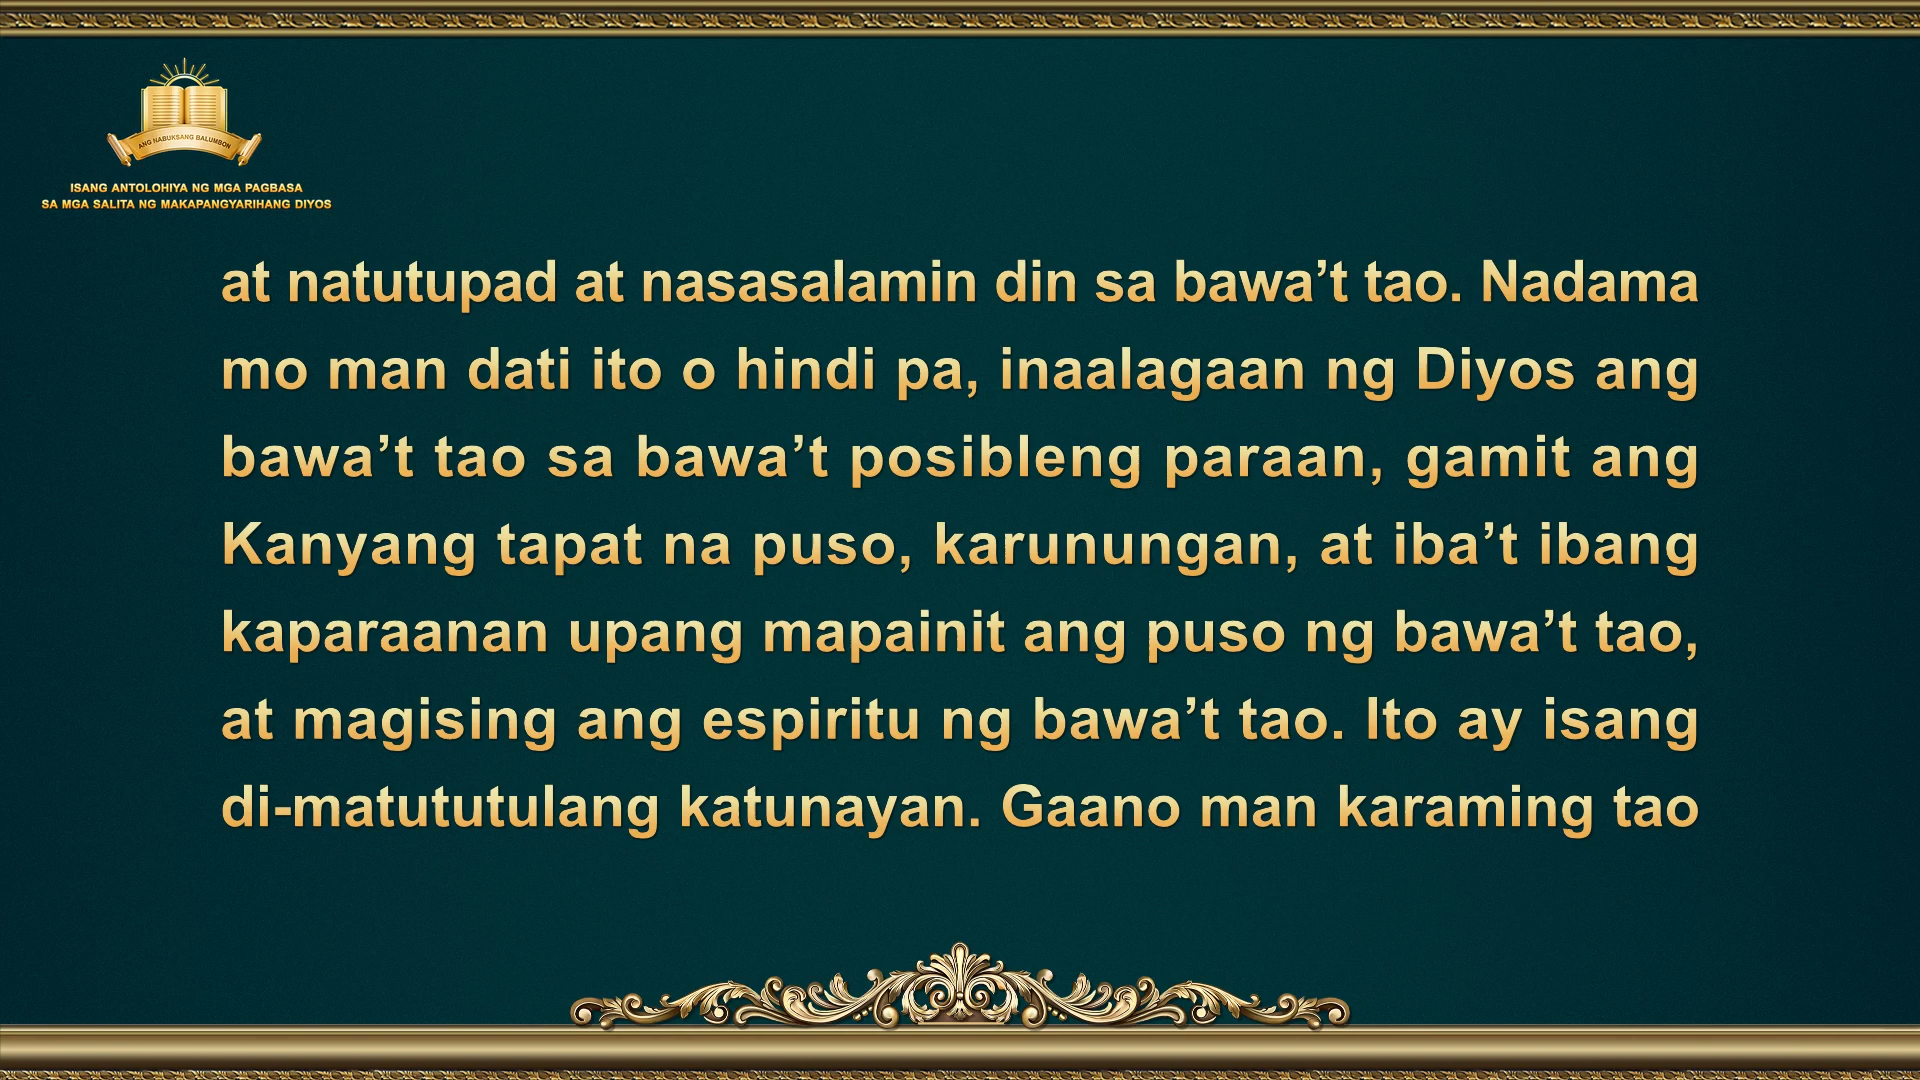 ANG NABUKSANG BALUMBON
ISANG ANTOLOHIYA NG MGA PAGBASA
SA MGA SALITA NG MAKAPANGYARIHANG DIYOS
at natutupad at nasasalamin din sa bawa’t tao. Nadama
mo man dati ito o hindi pa, inaalagaan ng Diyos ang
bawa’t tao sa bawa’t posibleng paraan, gamit ang
Kanyang tapat na puso, karunungan, at iba’t ibang
kaparaanan upang mapainit ang puso ng bawa’t tao,
at magising ang espiritu ng bawa’t tao. Ito ay isang
di-matututulang katunayan. Gaano man karaming tao